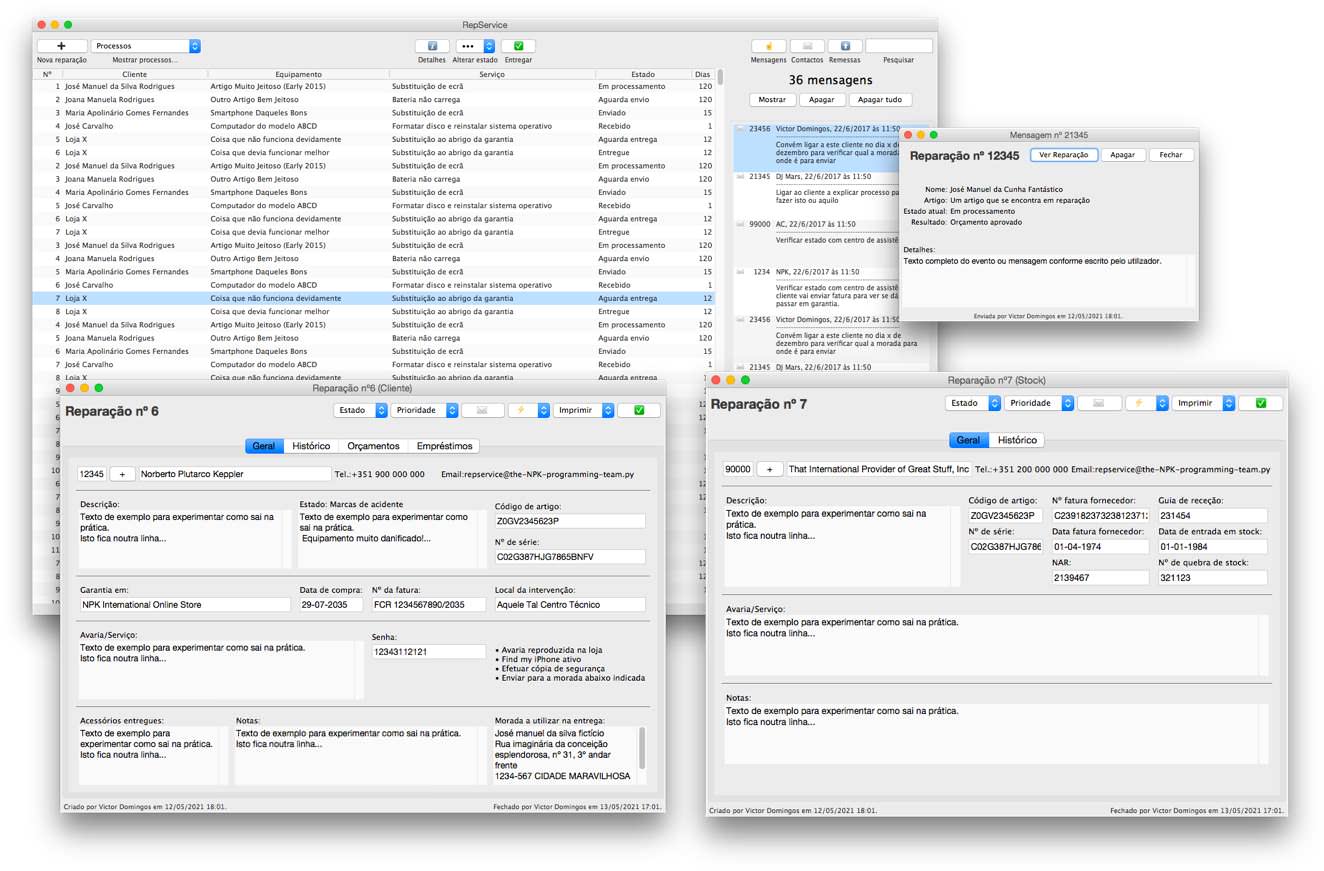 RepService
+ Processos ••• Pesquisar
Nova reparação Mostrar processos... Detalhes Alterar estado Entregar Mensagens Contactos Remessas Pesquisar
Nº Cliente Equipamento Serviço Estado Dias
1 José Manuel da Silva Rodrigues Artigo Muito Jeitoso (Early 2015) Substituição de ecrã Em processamento 120
2 Joana Manuela Rodrigues Outro Artigo Bem Jeitoso Bateria não carrega Aguarda envio 120
3 Maria Apolinário Gomes Fernandes Smartphone Daqueles Bons Substituição de ecrã Enviado 15
4 José Carvalho Computador do modelo ABCD Formatar disco e reinstalar sistema operativo Recebido 1
5 Loja X Coisa que não funciona devidamente Substituição ao abrigo da garantia Aguarda entrega 12
6 Loja X Coisa que devia funcionar melhor Substituição ao abrigo da garantia Entregue 12
2 José Manuel da Silva Rodrigues Artigo Muito Jeitoso (Early 2015) Substituição de ecrã Em processamento 120
3 Joana Manuela Rodrigues Outro Artigo Bem Jeitoso Bateria não carrega Aguarda envio 120
4 Maria Apolinário Gomes Fernandes Smartphone Daqueles Bons Substituição de ecrã Enviado 15
5 José Carvalho Computador do modelo ABCD Formatar disco e reinstalar sistema operativo Recebido 1
6 Loja X Coisa que não funciona devidamente Substituição ao abrigo da garantia Aguarda entrega 12
7 Loja X Coisa que devia funcionar melhor Substituição ao abrigo da garantia Entregue 12
3 José Manuel da Silva Rodrigues Artigo Muito Jeitoso (Early 2015) Substituição de ecrã Em processamento 120
4 Joana Manuela Rodrigues Outro Artigo Bem Jeitoso Bateria não carrega Aguarda envio 120
5 Maria Apolinário Gomes Fernandes Smartphone Daqueles Bons Substituição de ecrã Enviado 15
6 José Carvalho Computador do modelo ABCD Formatar disco e reinstalar sistema operativo Recebido 1
7 Loja X Coisa que não funciona devidamente Substituição ao abrigo da garantia Aguarda entrega 12
8 Loja X Coisa que devia funcionar melhor Substituição ao abrigo da garantia Entregue 12
4 José Manuel da Silva Rodrigues Artigo Muito Jeitoso (Early 2015) Substituição de ecrã Em processamento 120
5 Joana Manuela Rodrigues Outro Artigo Bem Jeitoso Bateria não carrega Aguarda envio 120
6 Maria Apolinário Gomes Fernandes Smartphone Daqueles Bons Substituição de ecrã Enviado 15
7 José Carvalho Computador do modelo ABCD Formatar disco e reinstalar sistema operativo Recebido 1
8 Loja X Coisa que não funciona devidamente Substituição ao abrigo da garantia Aguarda entrega 12
36 mensagens
Mostrar Apagar Apagar tudo
23456 Victor Domingos, 22/6/2017 às 11:50
Convém ligar a este cliente no dia x de
dezembro para verificar qual a morada
onde é para enviar
21345 DJ Mars, 22/6/2017 às 11:50
Ligar ao cliente a explicar processo pa
fazer isto ou aquilo
99000 AC, 22/6/2017 às 11:50
Verificar estado com centro de assistê
1234 NPK, 22/6/2017 às 11:50
Verificar estado com centro de assistê
cliente vai enviar fatura para ver se dá
passar em garantia.
23456 Victor Domingos, 22/6/2017 às 11:50
Convém ligar a este cliente no dia x de
dezembro para verificar qual a morada para
onde é para enviar
21345 DJ Mars, 22/6/2017 às 11:50
Mensagem nº 21345
Reparação nº 12345 Ver Reparação Apagar Fechar
Nome: José Manuel da Cunha Fantástico
Artigo: Um artigo que se encontra em reparação
Estado atual: Em processamento
Resultado: Orçamento aprovado
Detalhes:
Texto completo do evento ou mensagem conforme escrito pelo utilizador.
Enviada por Victor Domingos em 12/05/2021 18:01.
Reparação nº6 (Cliente)
Reparação nº 6 Estado Prioridade Imprimir
Geral Histórico Orçamentos Empréstimos
12345 + Norberto Plutarco Keppler Tel.:+351 900 000 000 Email:repservice@the-NPK-programming-team.py
Descrição: Estado: Marcas de acidente Código de artigo:
Texto de exemplo para experimentar como sai na
prática.
Isto fica noutra linha...
Texto de exemplo para experimentar como
sai na prática.
Equipamento muito danificado!...
Z0GV2345623P
Nº de série:
C02G387HJG7865BNFV
Garantia em: Data de compra: Nº da fatura: Local da intervenção:
NPK International Online Store 29-07-2035 FCR 1234567890/2035 Aquele Tal Centro Técnico
Avaria/Serviço: Senha:
Texto de exemplo para experimentar como sai na prática.
Isto fica noutra linha...
12343112121
• Avaria reproduzida na loja
• Find my iPhone ativo
• Efetuar cópia de segurança
• Enviar para a morada abaixo indicada
Acessórios entregues: Notas: Morada a utilizar na entrega:
Texto de exemplo para
experimentar como sai na prática.
Isto fica noutra linha...
Texto de exemplo para experimentar como sai na prática.
Isto fica noutra linha...
José manuel da silva fictício
Rua imaginária da conceição
esplendorosa, nº 31, 3º andar
frente
1234-567 CIDADE MARAVILHOSA
Criado por Victor Domingos em 12/05/2021 18:01. Fechado por Victor Domingos em 13/05/2021 17:01.
Reparação nº7 (Stock)
Reparação nº 7 Estado Prioridade Imprimir
Geral Histórico
90000 + That International Provider of Great Stuff, Inc Tel.:+351 200 000 000 Email:repservice@the-NPK-programming-team.py
Descrição: Código de artigo: Nº fatura fornecedor: Guia de receção:
Texto de exemplo para experimentar como sai na
prática.
Isto fica noutra linha...
Z0GV2345623P C239182373238123712: 231454
Nº de série: Data fatura fornecedor: Data de entrada em stock:
C02G387HJG786 01-04-1974 01-01-1984
NAR: Nº de quebra de stock:
2139467 321123
Avaria/Serviço:
Texto de exemplo para experimentar como sai na prática.
Isto fica noutra linha...
Notas:
Texto de exemplo para experimentar como sai na prática.
Isto fica noutra linha...
Criado por Victor Domingos em 12/05/2021 18:01. Fechado por Victor Domingos em 13/05/2021 17:01.